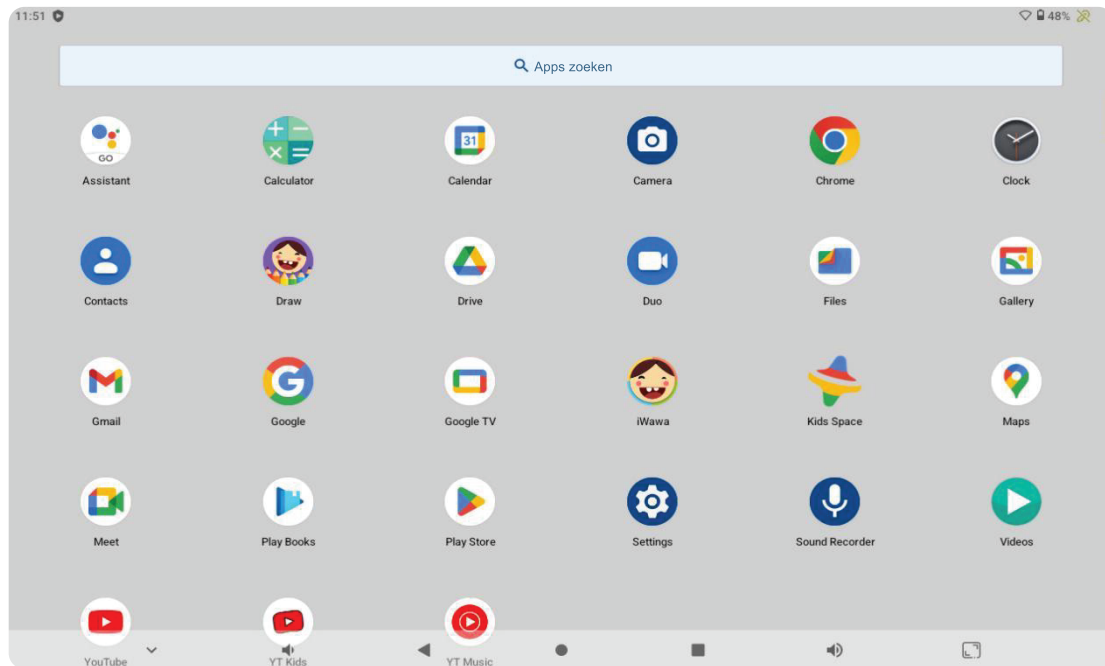 11:51 48%
Apps zoeken
31
GO
Assistant Calculator Calendar Camera Chrome Clock
Contacts Draw Drive Duo Files Gallery
Gmail Google Google TV iWawa Kids Space Maps
Meet Play Books Play Store Settings Sound Recorder Videos
YouTube YT Kids YT Music